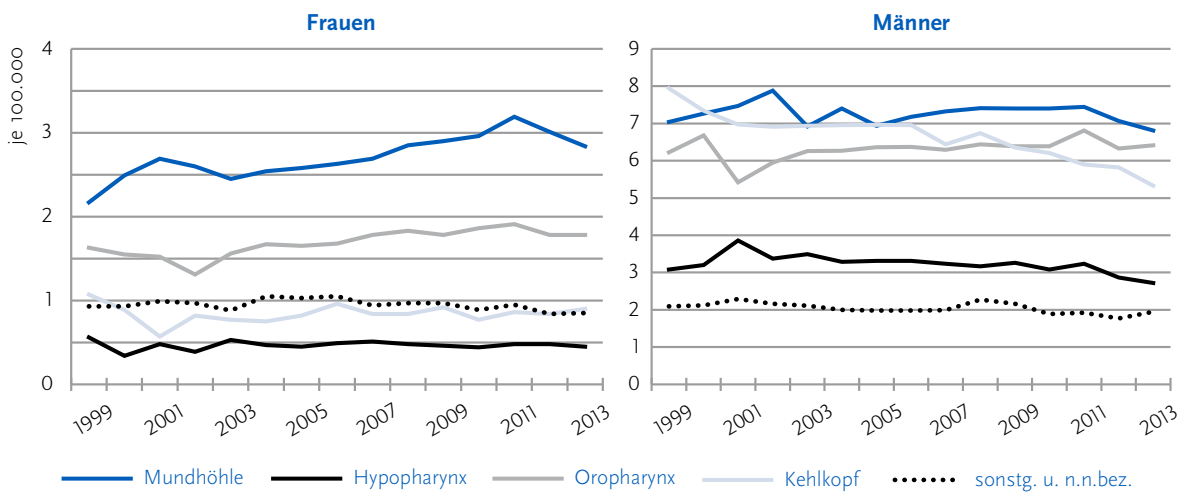 Frauen
Männer
je 100.000
4
3
2
1
0
9
8
7
6
5
4
3
2
1
0
1999 2001 2003 2005 2007 2009 2011 2013
1999 2001 2003 2005 2007 2009 2011 2013
Mundhöhle Hypopharynx Oropharynx Kehlkopf sonstg. u. n.n.bez.